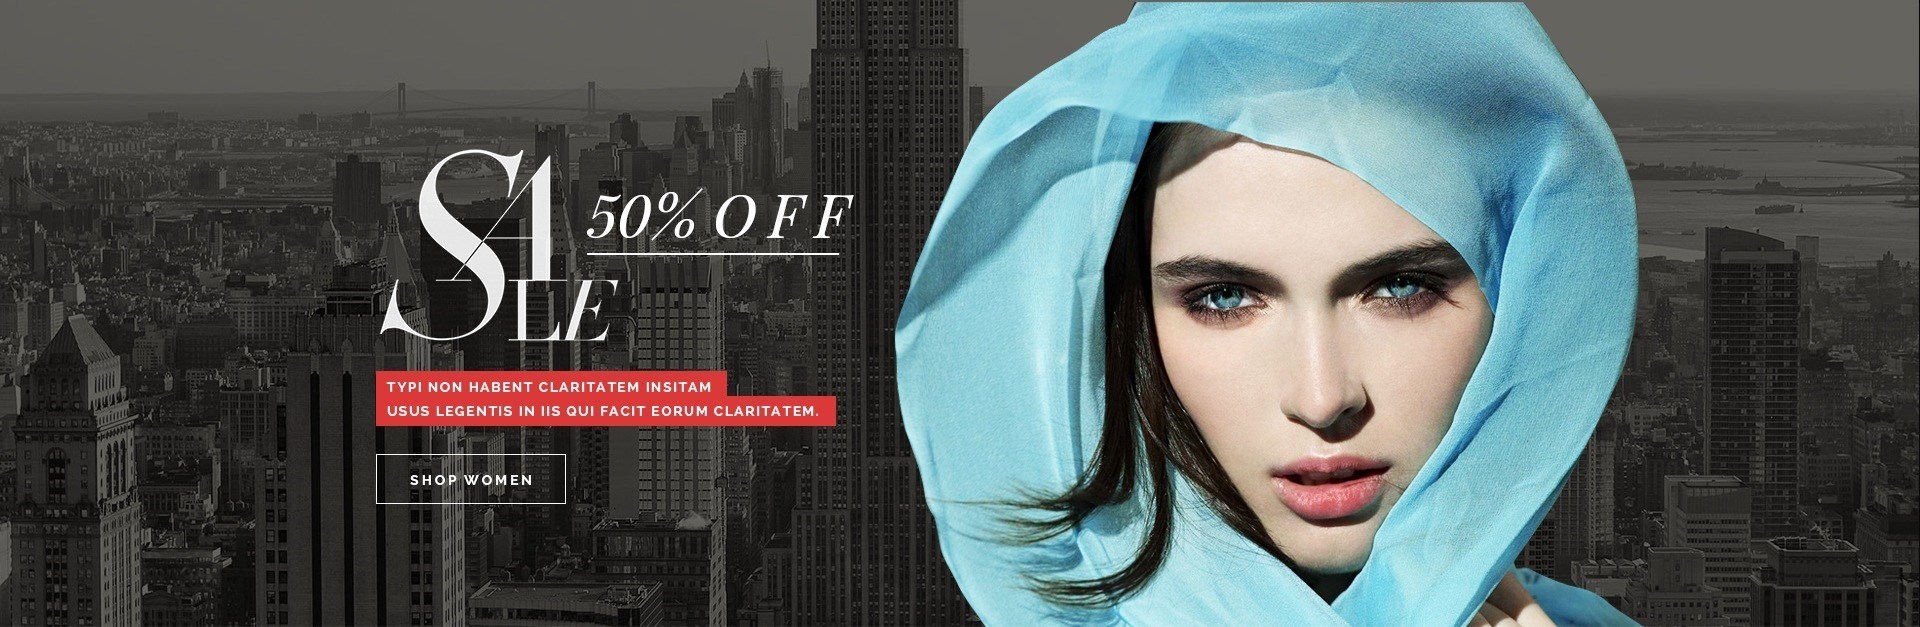 SALE
50% OFF
TYPI NON HABENT CLARITATEM INSITAM
USUS LEGENTIS IN IIS QUI FACIT EORUM CLARITATEM.
SHOP WOMEN